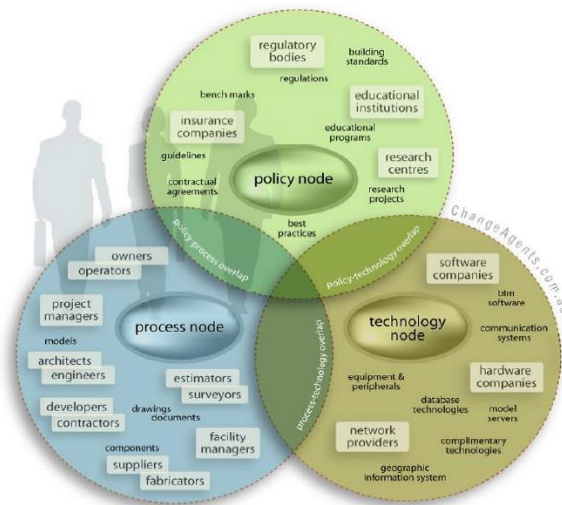 regulatory
bodies
building
standards
regulations
bench marks
educational
institutions
insurance
companies
educational
programs
guidelines
research
centres
policy node
contractual
agreements
research
projects
best
practices
policy-process overlap
policy-technology overlap
ChangeAgents.com.au
owners
operators
project
managers
process node
models
architects
engineers
estimators
surveyors
developers
contractors
drawings
documents
facility
managers
components
suppliers
fabricators
process-technology overlap
software
companies
bim
software
technology
node
communication
systems
equipment &
peripherals
hardware
companies
database
technologies
model
servers
network
providers
complimentary
technologies
geographic
information system